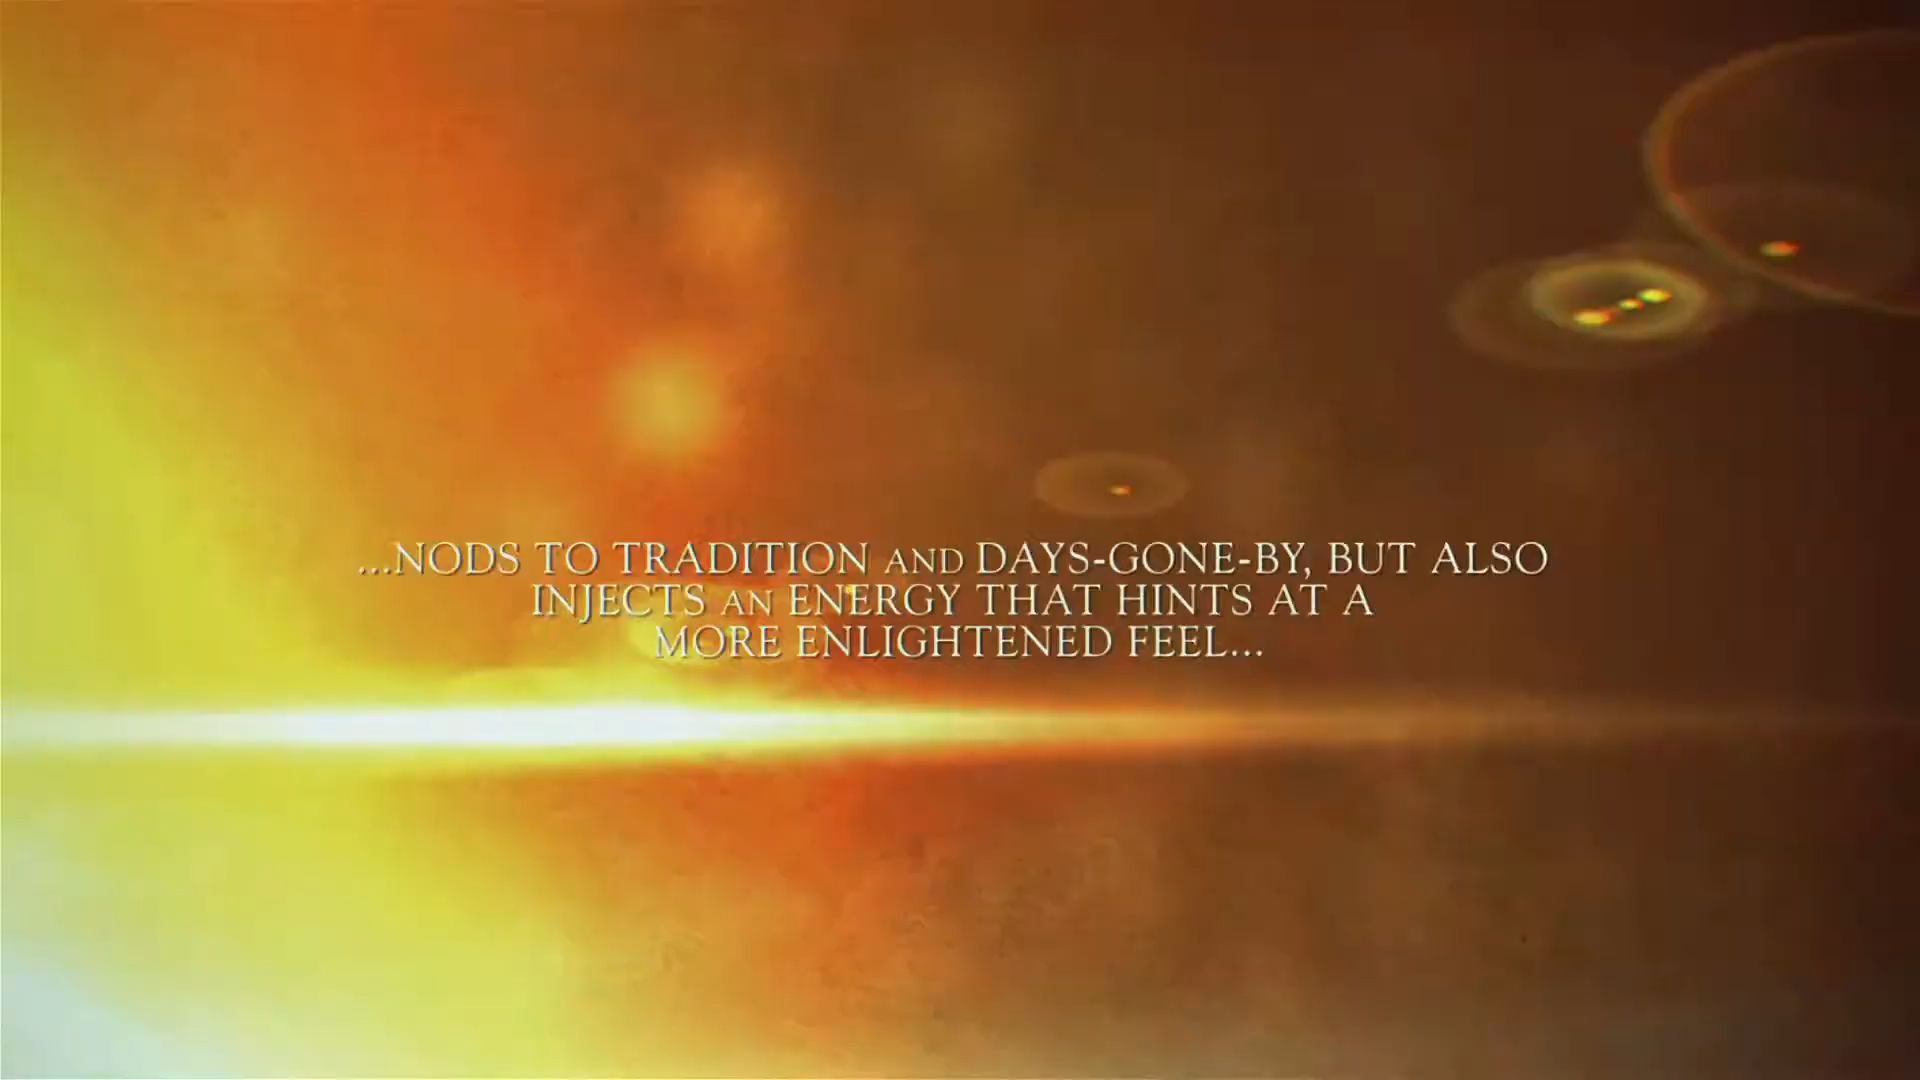 ...NODS TO TRADITION AND DAYS-GONE-BY, BUT ALSO
INJECTS AN ENERGY THAT HINTS AT A
MORE ENLIGHTENED FEEL...